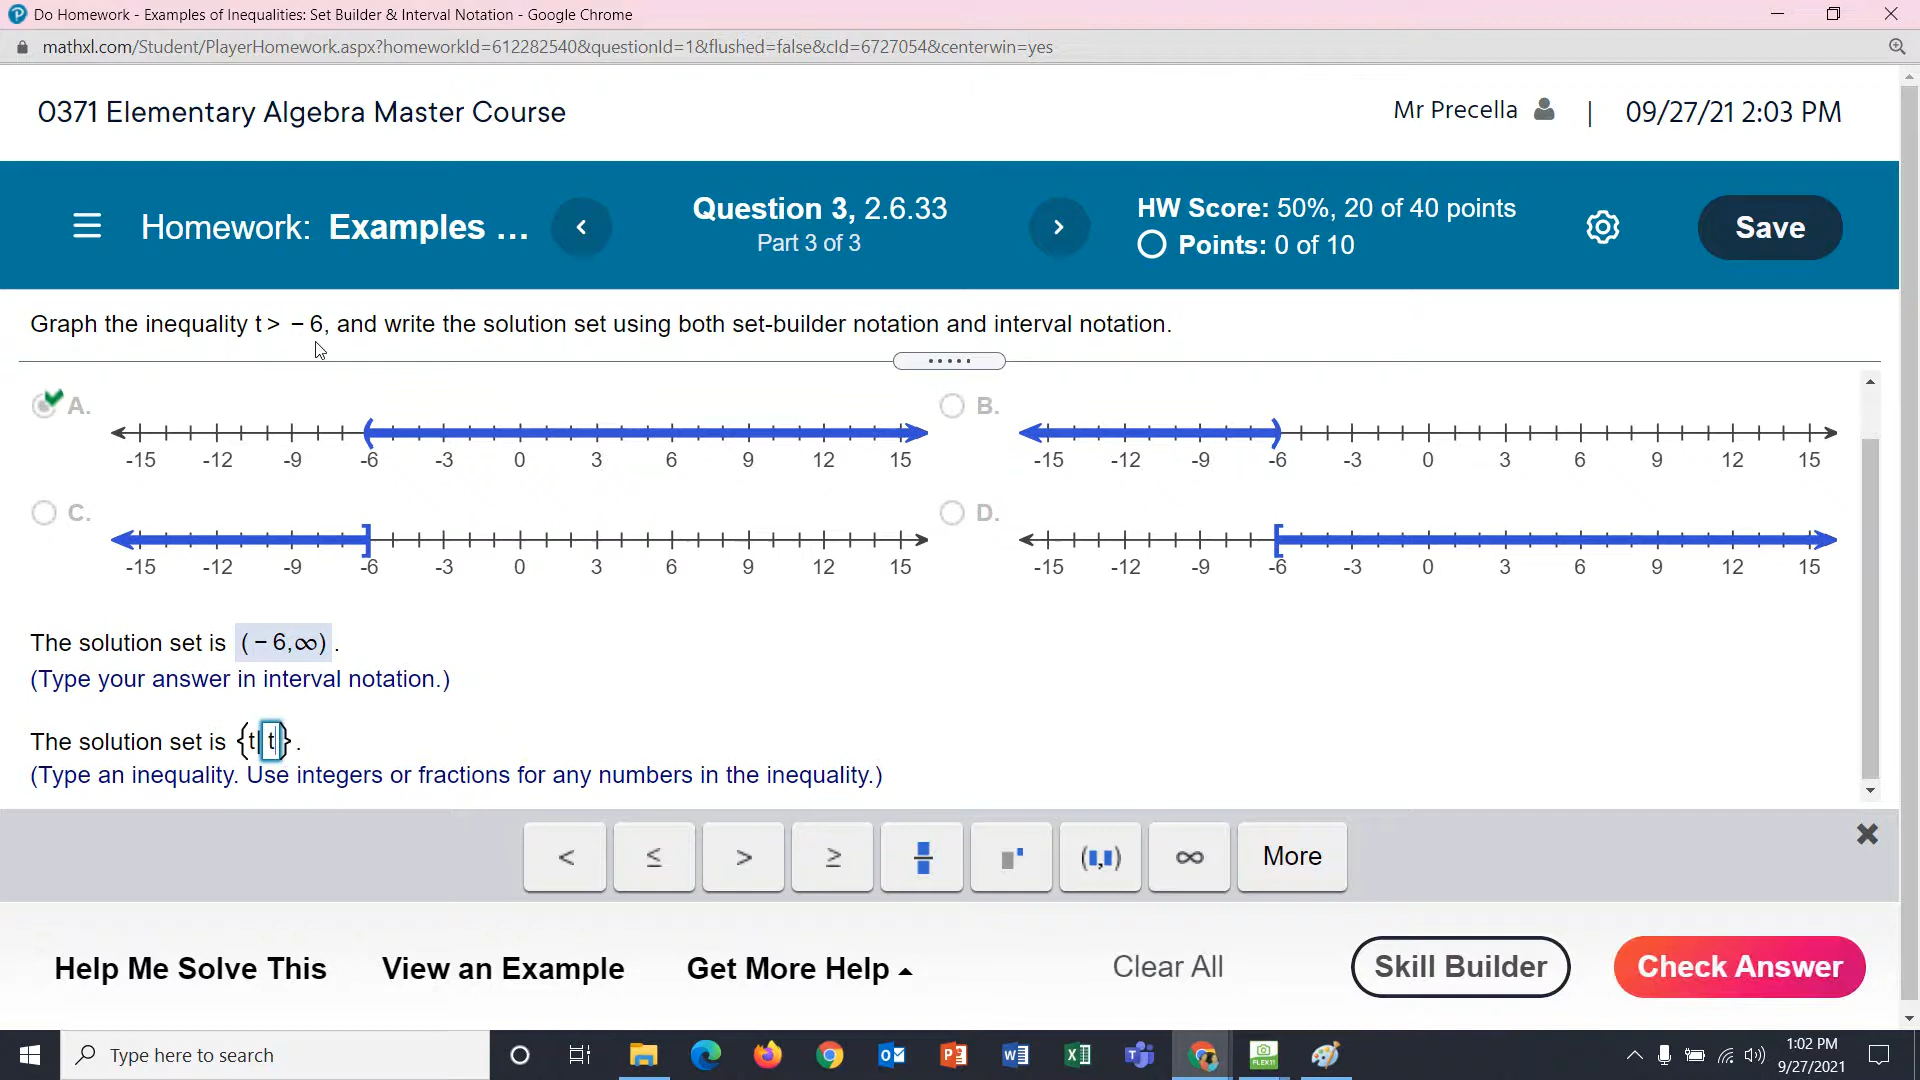 Do Homework - Examples of Inequalities: Set Builder & Interval Notation - Google Chrome
mathxl.com/Student/PlayerHomework.aspx?homeworkId=612282540&questionId=1&flushed=false&cId=6727054&centerwin=yes
0371 Elementary Algebra Master Course
Mr Precella | 09/27/21 2:03 PM
Homework: Examples ...
Question 3, 2.6.33
Part 3 of 3
HW Score: 50%, 20 of 40 points
Points: 0 of 10
Save
Graph the inequality t > − 6, and write the solution set using both set-builder notation and interval notation.
A.
-15 -12 -9 -6 -3 0 3 6 9 12 15
B.
-15 -12 -9 -6 -3 0 3 6 9 12 15
C.
-15 -12 -9 -6 -3 0 3 6 9 12 15
D.
-15 -12 -9 -6 -3 0 3 6 9 12 15
The solution set is (− 6,∞) .
(Type your answer in interval notation.)
The solution set is {t| t} .
(Type an inequality. Use integers or fractions for any numbers in the inequality.)
< ≤ > ≥ (,) ∞ More
Help Me Solve This
View an Example
Get More Help
Clear All
Skill Builder
Check Answer
Type here to search
1:02 PM
9/27/2021